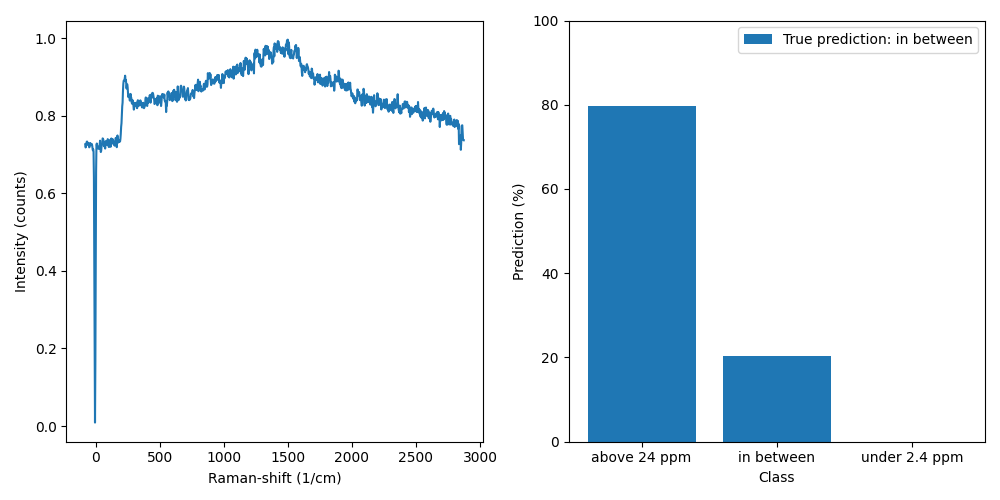 1.0
0.8
0.6
0.4
0.2
0.0
Intensity (counts)
0 500 1000 1500 2000 2500 3000
Raman-shift (1/cm)
100
80
60
40
20
0
Prediction (%)
True prediction: in between
above 24 ppm in between under 2.4 ppm
Class